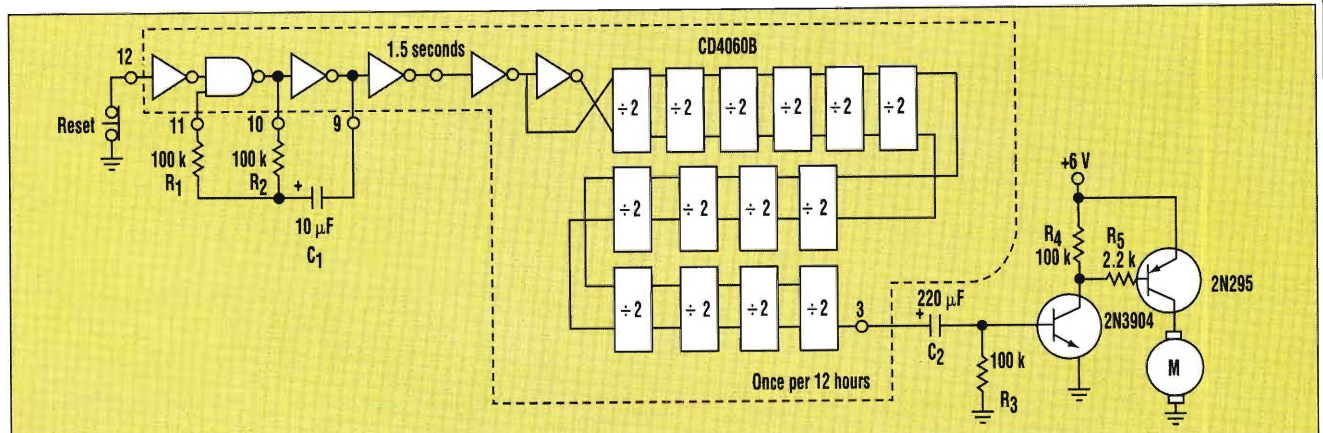 CD4060B
12
1.5 seconds
Reset
11
10
9
÷2
÷2
÷2
÷2
÷2
÷2
100 k
R1
100 k
R2
+
10 µF
C1
÷2
÷2
÷2
÷2
+6 V
R4
100 k
R5
2.2 k
2N295
÷2
÷2
÷2
÷2
3
220 µF
+
C2
2N3904
100 k
R3
M
Once per 12 hours